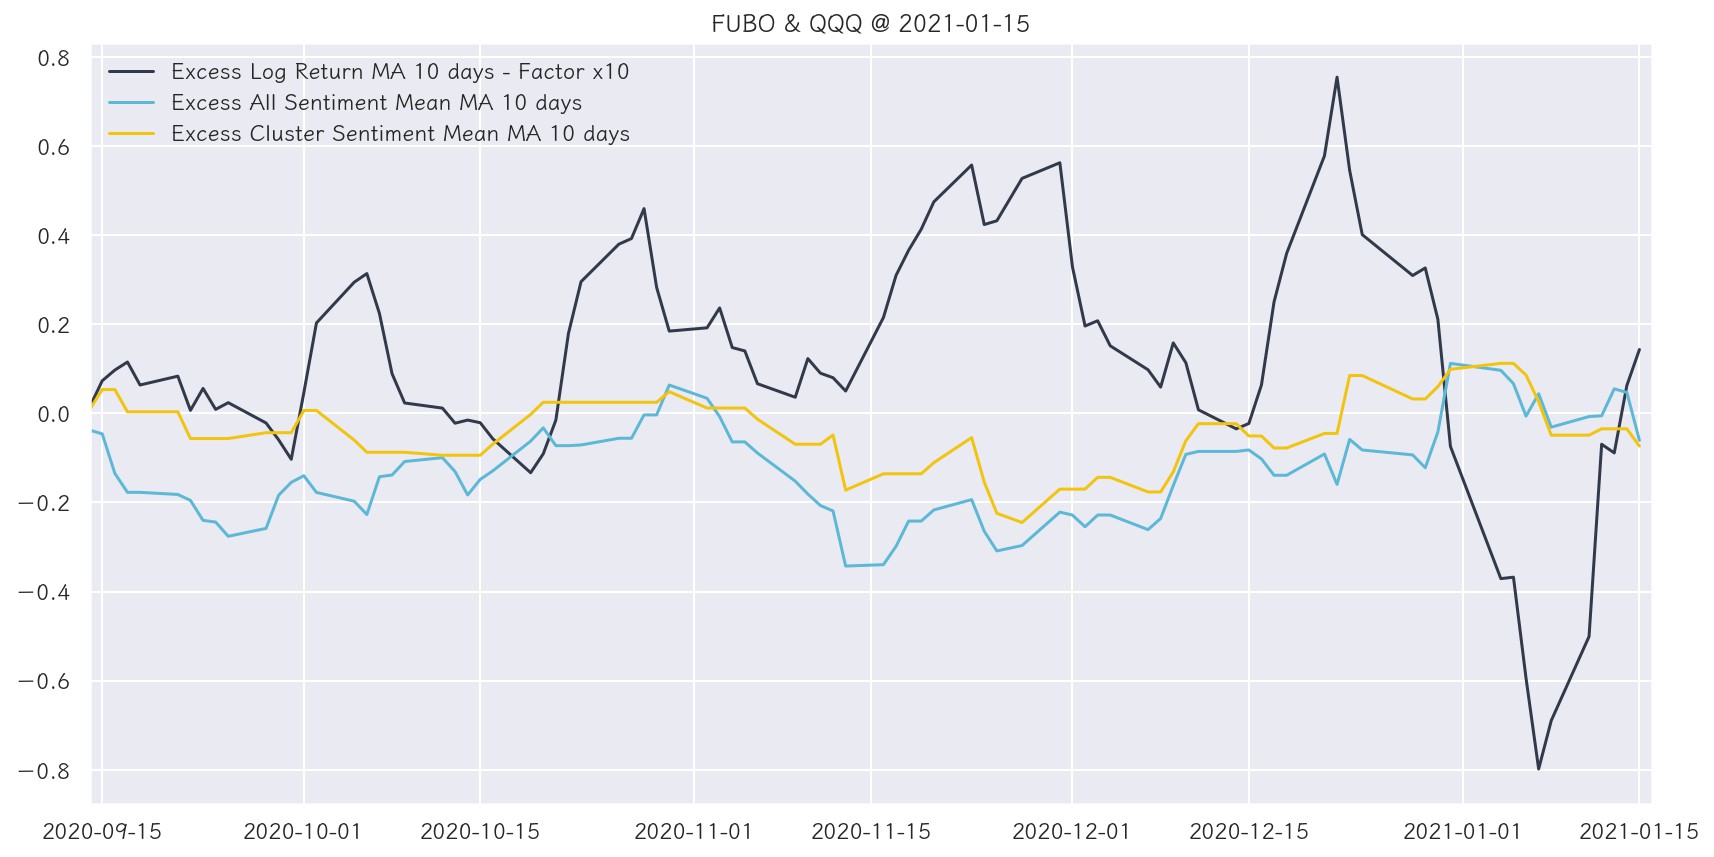 FUBO & QQQ @ 2021-01-15
Excess Log Return MA 10 days - Factor x10
Excess All Sentiment Mean MA 10 days
Excess Cluster Sentiment Mean MA 10 days
0.8
0.6
0.4
0.2
0.0
−0.2
−0.4
−0.6
−0.8
2020-09-15 2020-10-01 2020-10-15 2020-11-01 2020-11-15 2020-12-01 2020-12-15 2021-01-01 2021-01-15